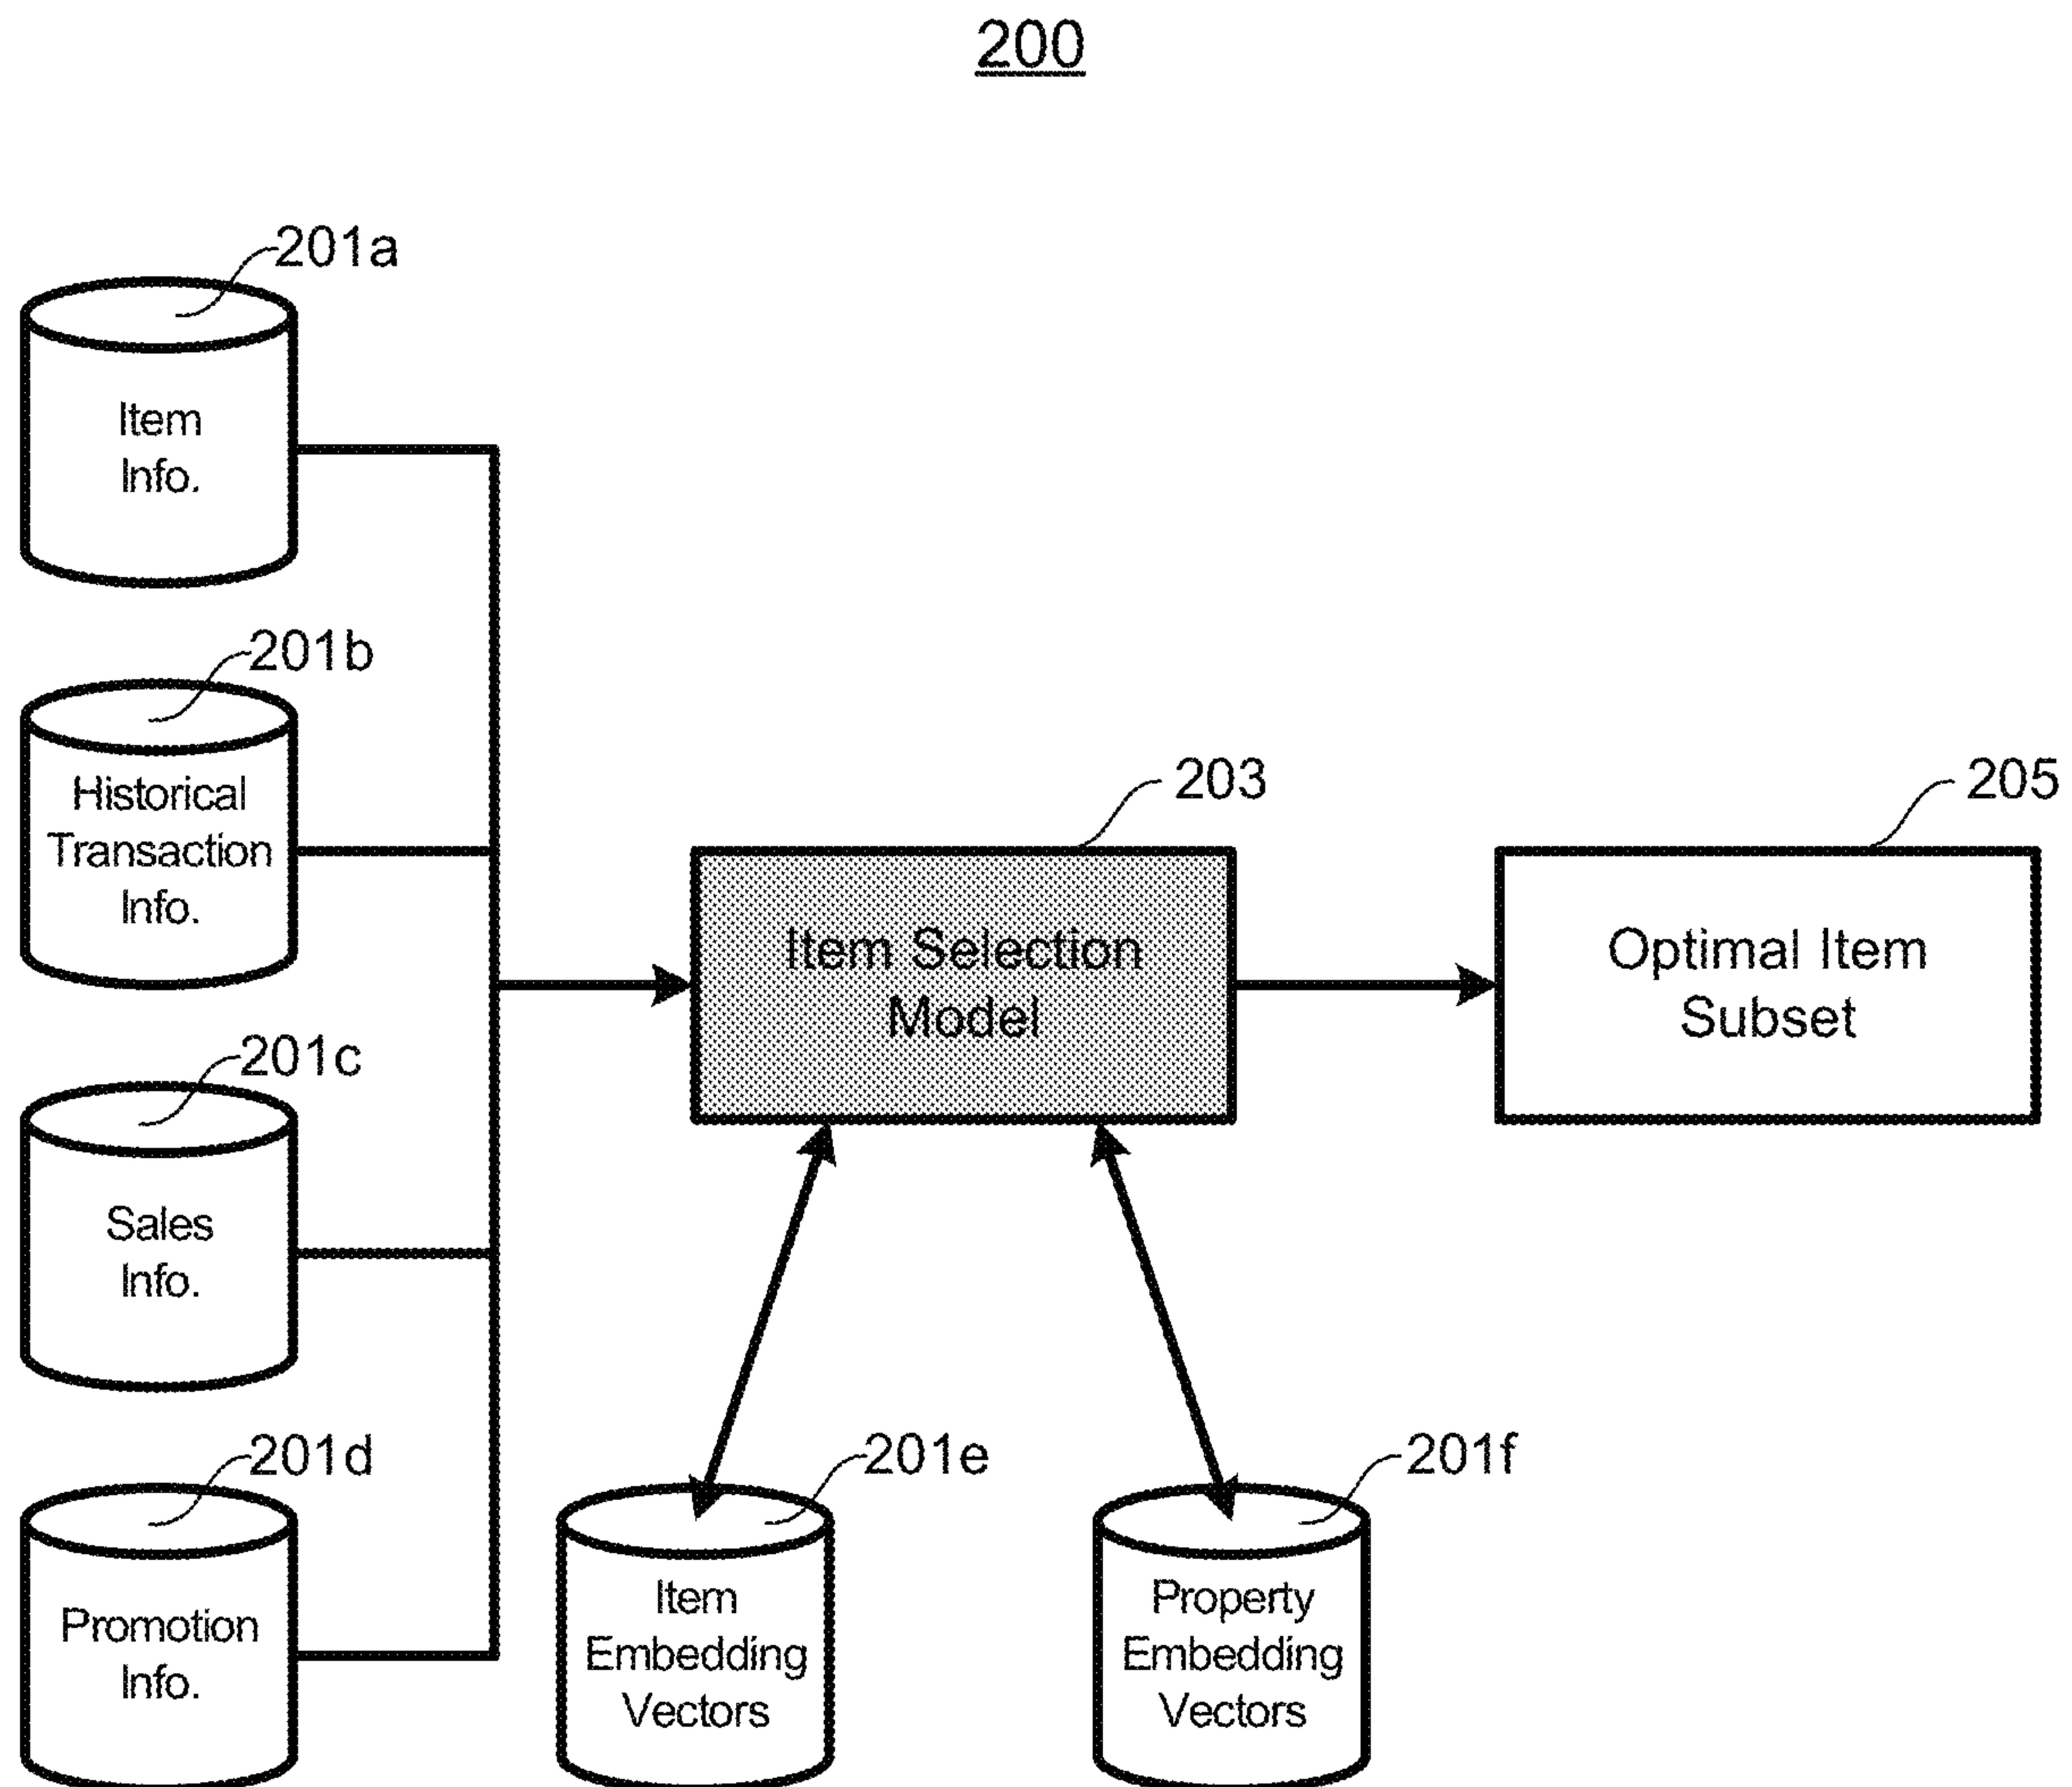 200
201a
Item
Info.
201b
Historical
Transaction
Info.
201c
Sales
Info.
201d
Promotion
Info.
203
Item Selection
Model
205
Optimal Item
Subset
201e
Item
Embedding
Vectors
201f
Property
Embedding
Vectors